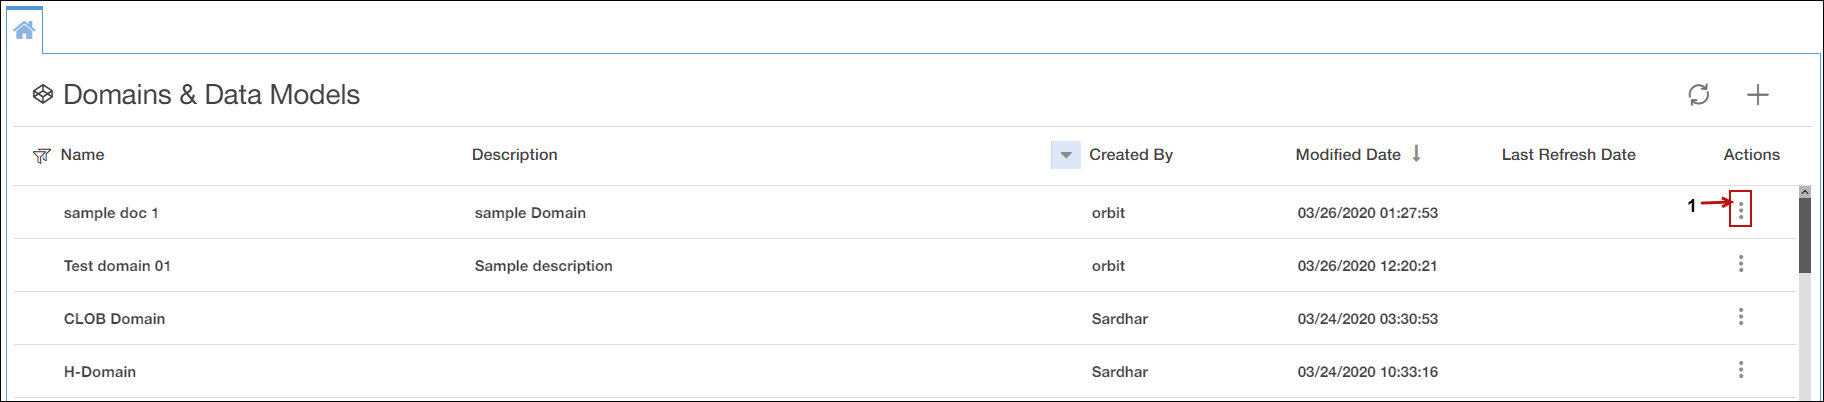 Domains & Data Models
Name Description Created By Modified Date Last Refresh Date Actions
sample doc 1 sample Domain orbit 03/26/2020 01:27:53 1
Test domain 01 Sample description orbit 03/26/2020 12:20:21
CLOB Domain Sardhar 03/24/2020 03:30:53
H-Domain Sardhar 03/24/2020 10:33:16